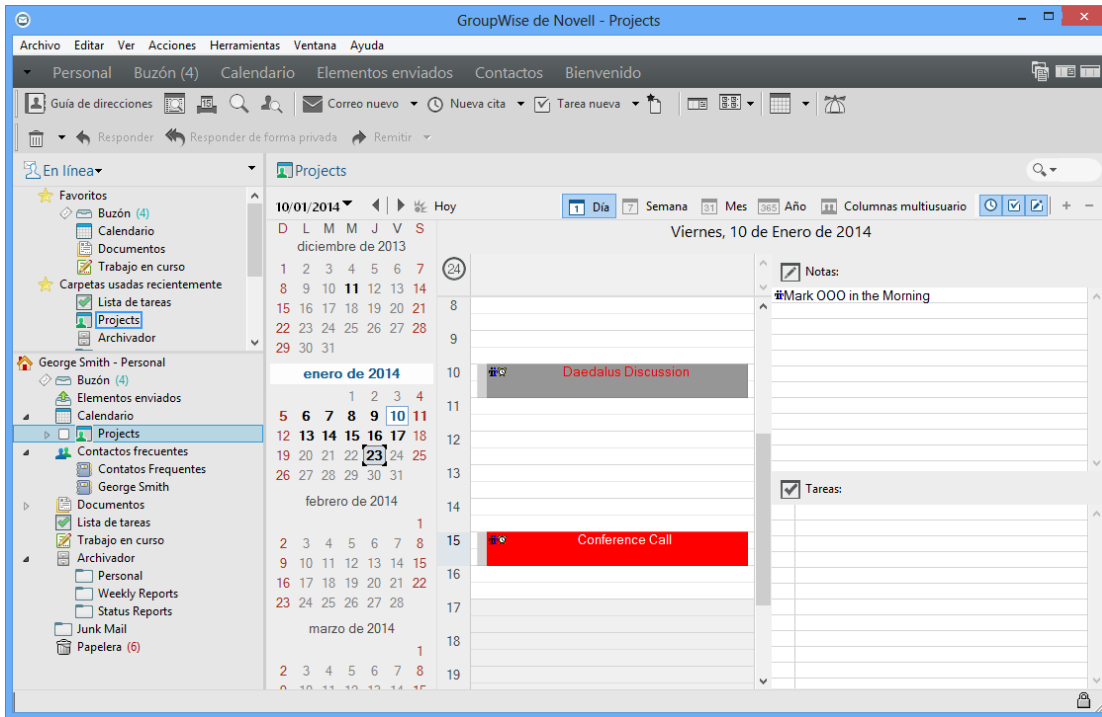 GroupWise de Novell - Projects
Archivo Editar Ver Acciones Herramientas Ventana Ayuda
Personal Buzón (4) Calendario Elementos enviados Contactos Bienvenido
Guía de direcciones 15 Correo nuevo Nueva cita Tarea nueva
Responder Responder de forma privada Remitir
En línea
Favoritos
Buzón (4)
Calendario
Documentos
Trabajo en curso
Carpetas usadas recientemente
Lista de tareas
Projects
Archivador
George Smith - Personal
Buzón (4)
Elementos enviados
Calendario
Projects
Contactos frecuentes
Contatos Frequentes
George Smith
Documentos
Lista de tareas
Trabajo en curso
Archivador
Personal
Weekly Reports
Status Reports
Junk Mail
Papelera (6)
Projects
10/01/2014 Hoy 1 Día 7 Semana 31 Mes 365 Año Columnas multiusuario
D L M M J V S
diciembre de 2013
1 2 3 4 5 6 7
8 9 10 11 12 13 14
15 16 17 18 19 20 21
22 23 24 25 26 27 28
29 30 31
enero de 2014
1 2 3 4
5 6 7 8 9 10 11
12 13 14 15 16 17 18
19 20 21 22 23 24 25
26 27 28 29 30 31
febrero de 2014
1
2 3 4 5 6 7 8
9 10 11 12 13 14 15
16 17 18 19 20 21 22
23 24 25 26 27 28
marzo de 2014
1
2 3 4 5 6 7 8
9 10 11 12 13 14 15
Viernes, 10 de Enero de 2014
24
8
9
10 Daedalus Discussion
11
12
13
14
15 Conference Call
16
17
18
19
Notas:
Mark OOO in the Morning
Tareas: